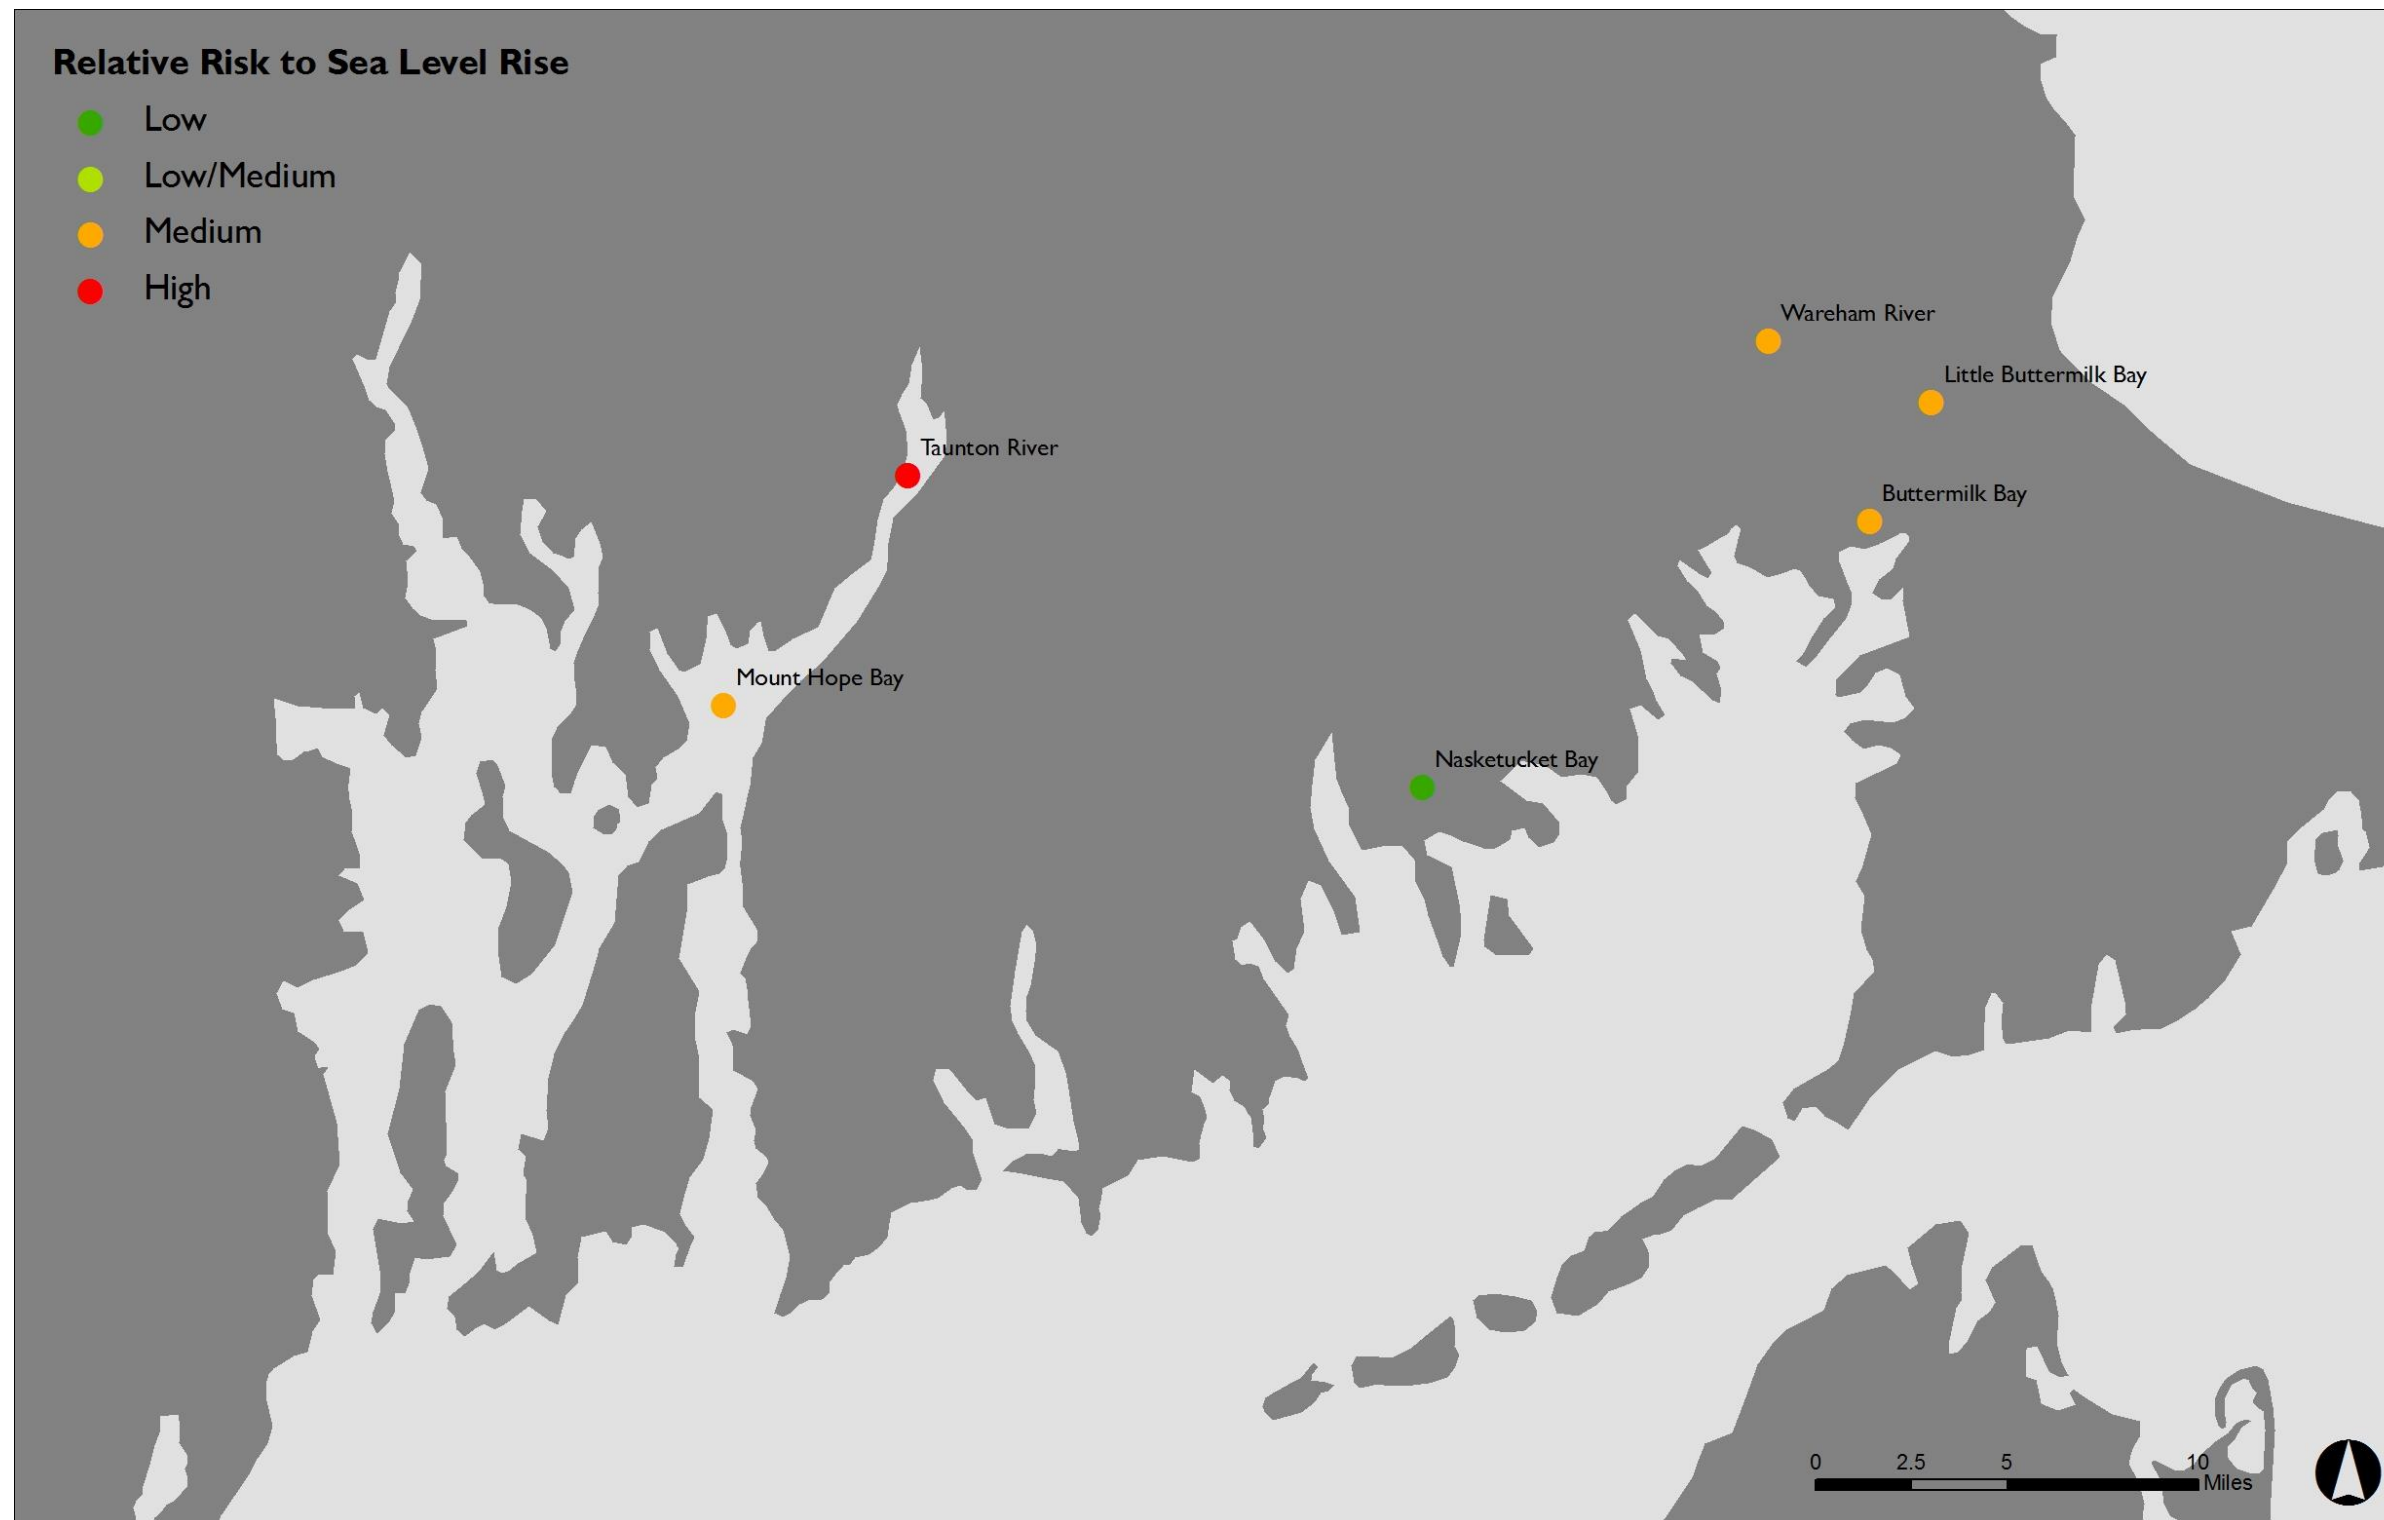 Relative Risk to Sea Level Rise
Low
Low/Medium
Medium
High
Wareham River
Little Buttermilk Bay
Taunton River
Buttermilk Bay
Mount Hope Bay
Nasketucket Bay
0 2.5 5 10
Miles